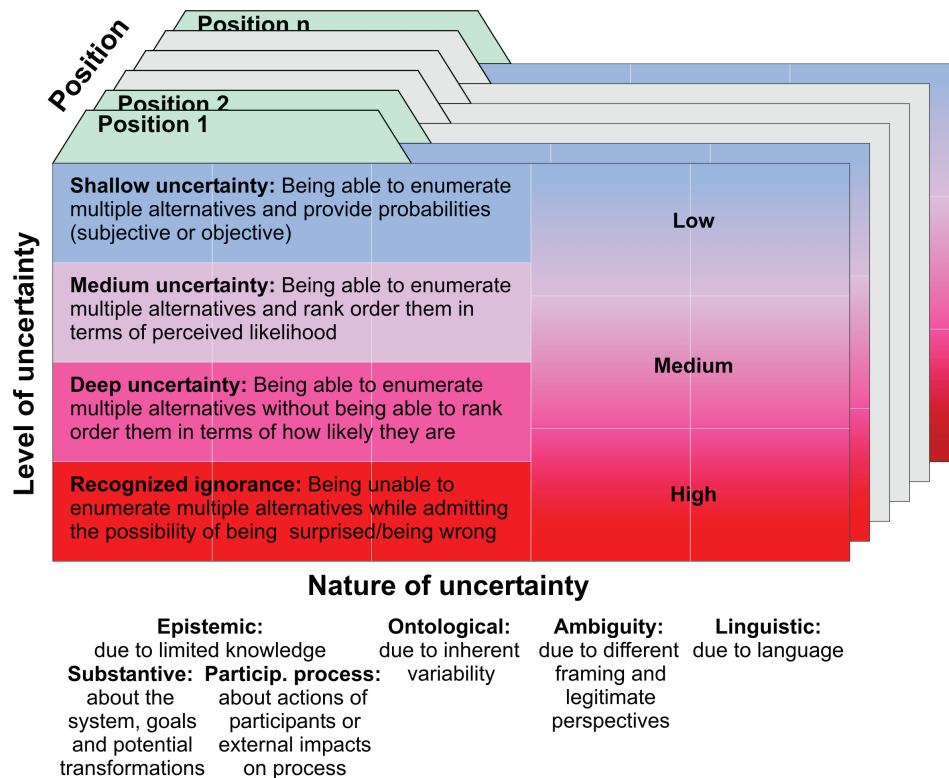 Position
Position n
Position 2
Position 1
Level of uncertainty
Shallow uncertainty: Being able to enumerate
multiple alternatives and provide probabilities
(subjective or objective)
Medium uncertainty: Being able to enumerate
multiple alternatives and rank order them in
terms of perceived likelihood
Deep uncertainty: Being able to enumerate
multiple alternatives without being able to rank
order them in terms of how likely they are
Recognized ignorance: Being unable to
enumerate multiple alternatives while admitting
the possibility of being surprised/being wrong
Low
Medium
High
Nature of uncertainty
Epistemic:
due to limited knowledge
Substantive:
about the
system, goals
and potential
transformations
Particip. process:
about actions of
participants or
external impacts
on process
Ontological:
due to inherent
variability
Ambiguity:
due to different
framing and
legitimate
perspectives
Linguistic:
due to language